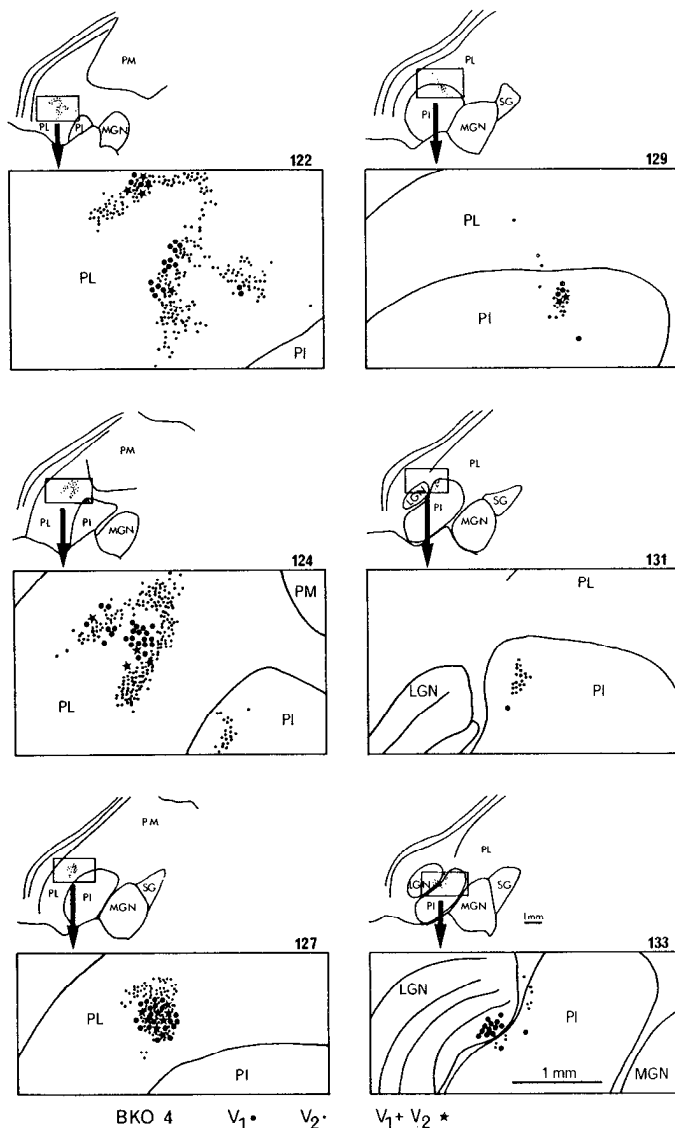 PM
PL PI MGN
122
PL
PI
PL
PI MGN SG
129
PL
PI
PM
PL PI MGN
124
PM
PL
PI
PL
LGN PI MGN SG
131
PL
LGN
PI
PM
PL PI MGN SG
127
PL
PI
PL
LGN PI MGN SG
1mm
133
LGN
PI
MGN
1 mm
BKO 4 V1 • V2 · V1+ V2 ★